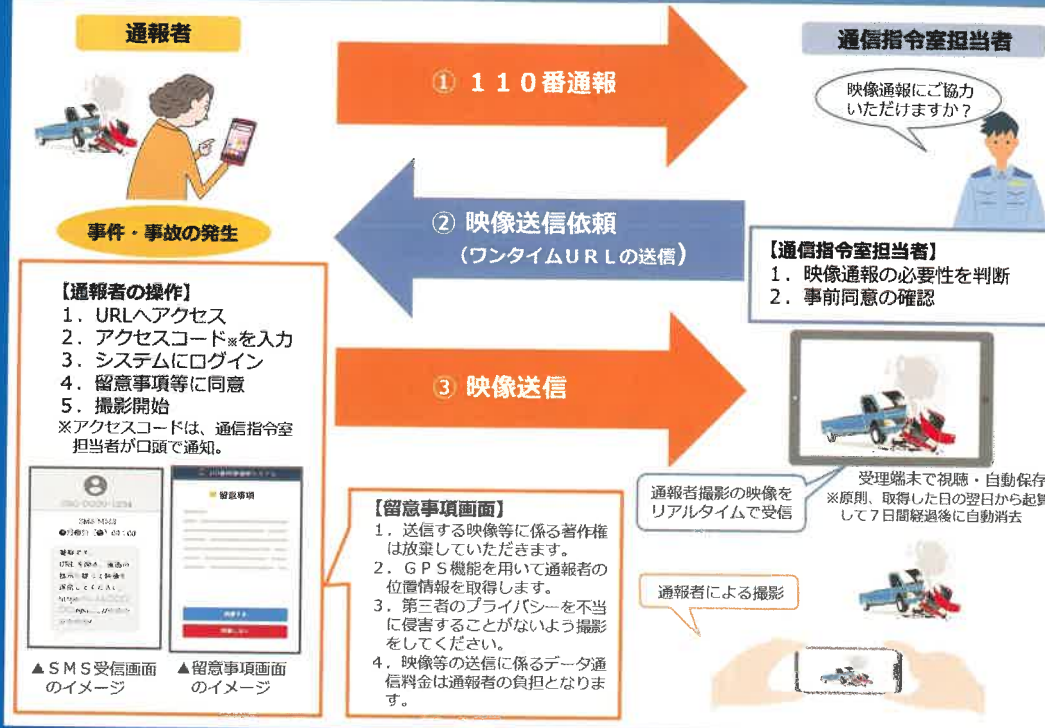 通報者
① １１０番通報
通信指令室担当者
映像通報にご協力
いただけますか？
事件・事故の発生
② 映像送信依頼
（ワンタイムＵＲＬの送信）
【通信指令室担当者】
１．映像通報の必要性を判断
２．事前同意の確認
【通報者の操作】
１．URLへアクセス
２．アクセスコード※を入力
３．システムにログイン
４．留意事項等に同意
５．撮影開始
※アクセスコードは、通信指令室
担当者が口頭で通知。
③ 映像送信
留意事項
▲ＳＭＳ受信画面
のイメージ
▲留意事項画面
のイメージ
【留意事項画面】
１．送信する映像等に係る著作権
は放棄していただきます。
２．ＧＰＳ機能を用いて通報者の
位置情報を取得します。
３．第三者のプライバシーを不当
に侵害することがないよう撮影
をしてください。
４．映像等の送信に係るデータ通
信料金は通報者の負担となりま
す。
通報者撮影の映像を
リアルタイムで受信
受理端末で視聴・自動保存
※原則、取得した日の翌日から起算
して７日間経過後に自動消去
通報者による撮影